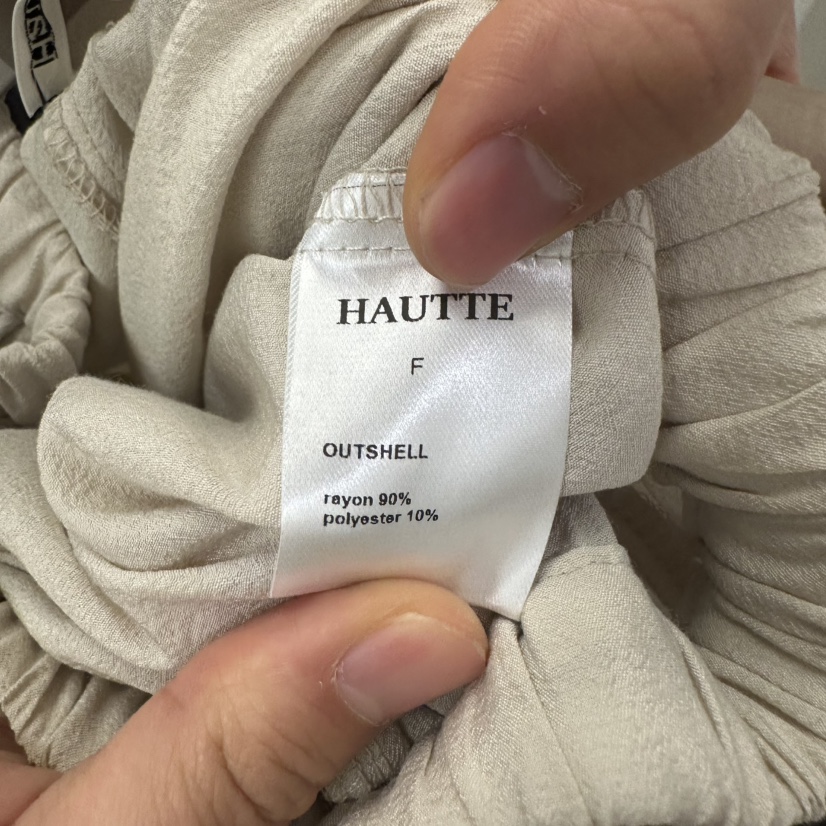 HAUTTE
F
OUTSHELL
rayon 90%
polyester 10%